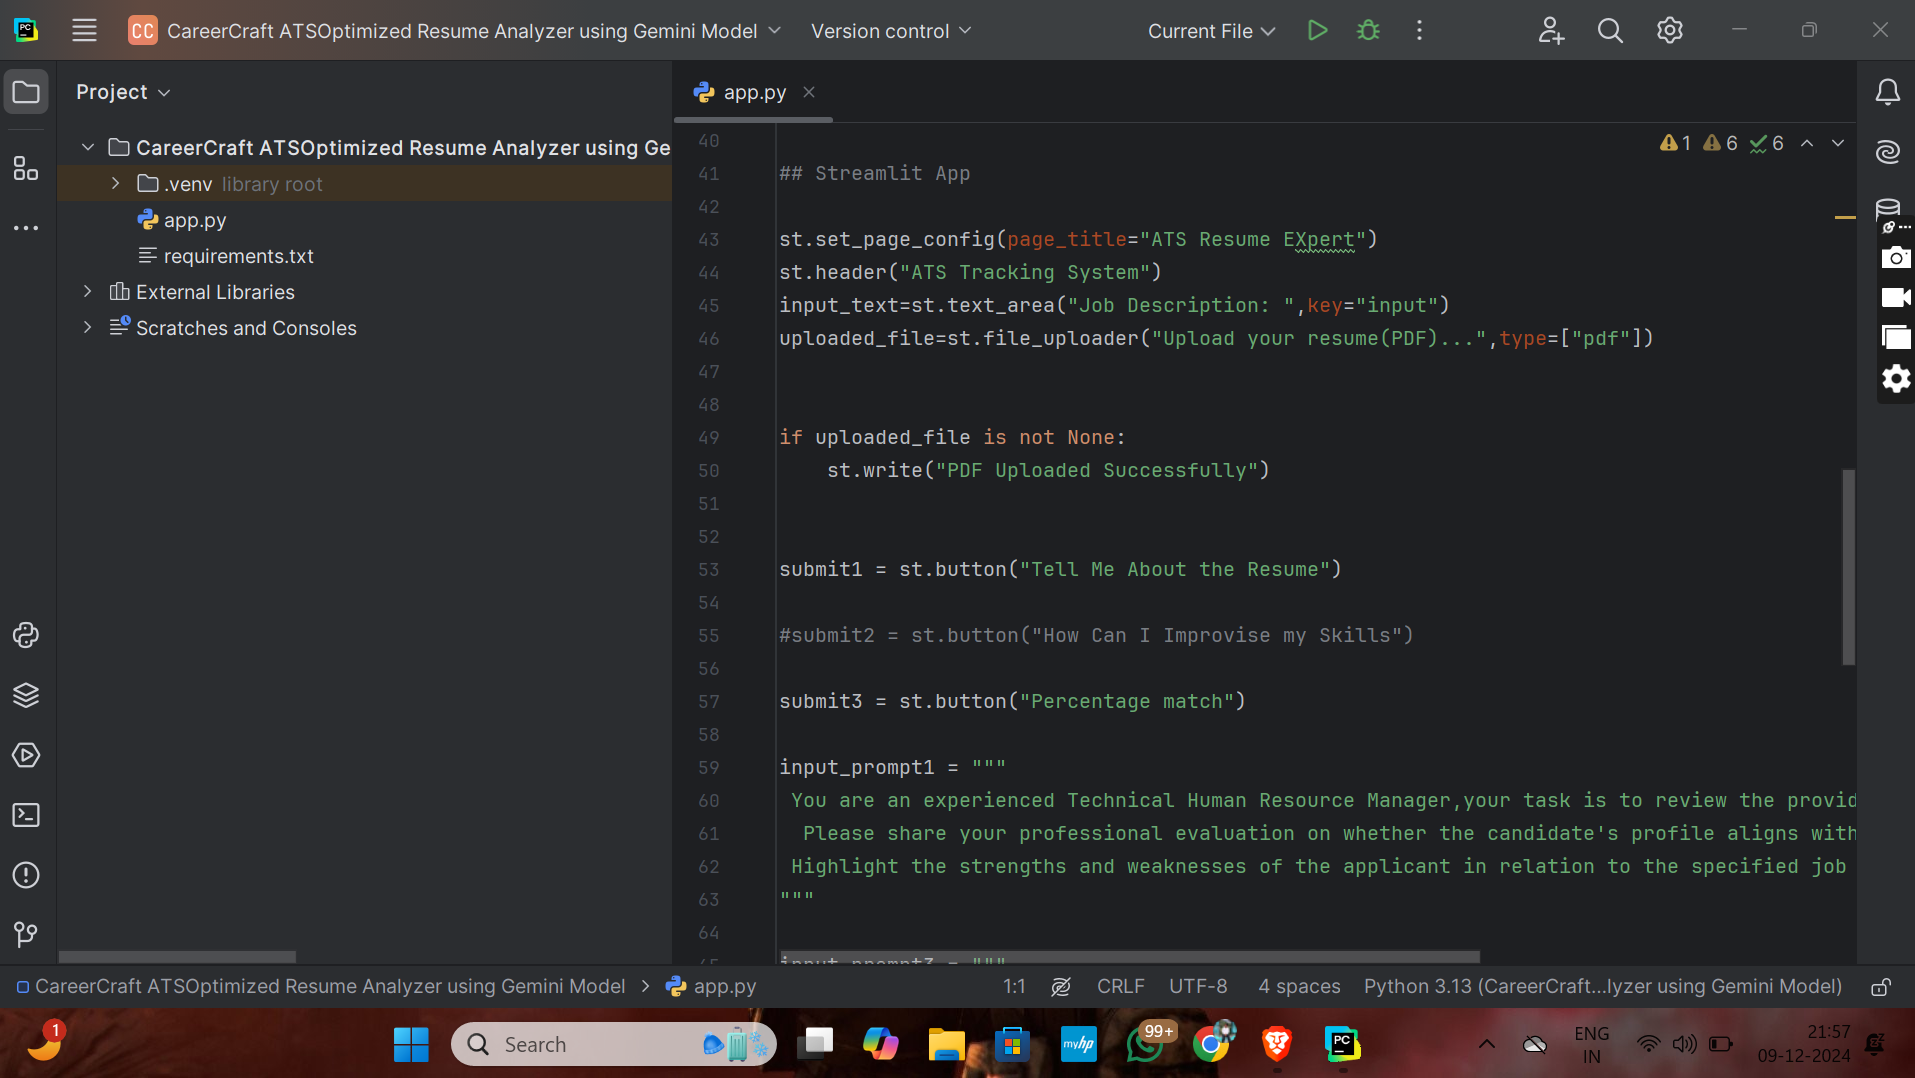 CC CareerCraft ATSOptimized Resume Analyzer using Gemini Model Version control Current File
Project
CareerCraft ATSOptimized Resume Analyzer using Ge
.venv library root
app.py
requirements.txt
External Libraries
Scratches and Consoles
app.py
1 6 6
40
41 ## Streamlit App
42
43 st.set_page_config(page_title="ATS Resume EXpert")
44 st.header("ATS Tracking System")
45 input_text=st.text_area("Job Description: ",key="input")
46 uploaded_file=st.file_uploader("Upload your resume(PDF)...",type=["pdf"])
47
48
49 if uploaded_file is not None:
50 st.write("PDF Uploaded Successfully")
51
52
53 submit1 = st.button("Tell Me About the Resume")
54
55 #submit2 = st.button("How Can I Improvise my Skills")
56
57 submit3 = st.button("Percentage match")
58
59 input_prompt1 = """
60 You are an experienced Technical Human Resource Manager,your task is to review the provid
61 Please share your professional evaluation on whether the candidate's profile aligns with
62 Highlight the strengths and weaknesses of the applicant in relation to the specified job
63 """
64
65 input_prompt3 = """
CareerCraft ATSOptimized Resume Analyzer using Gemini Model > app.py 1:1 CRLF UTF-8 4 spaces Python 3.13 (CareerCraft...lyzer using Gemini Model)
1 Search myhp 99+ PC ENG
IN 21:57
09-12-2024